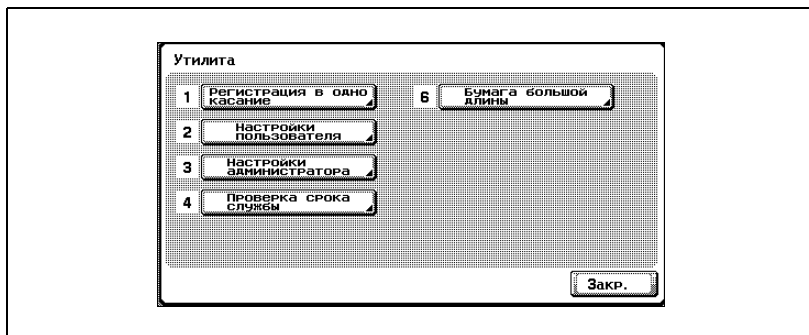 Утилита
1 Регистрация в одно
касание
2 Настройки
пользователя
3 Настройки
администратора
4 Проверка срока
службы
6 Бумага большой
длины
Закр.